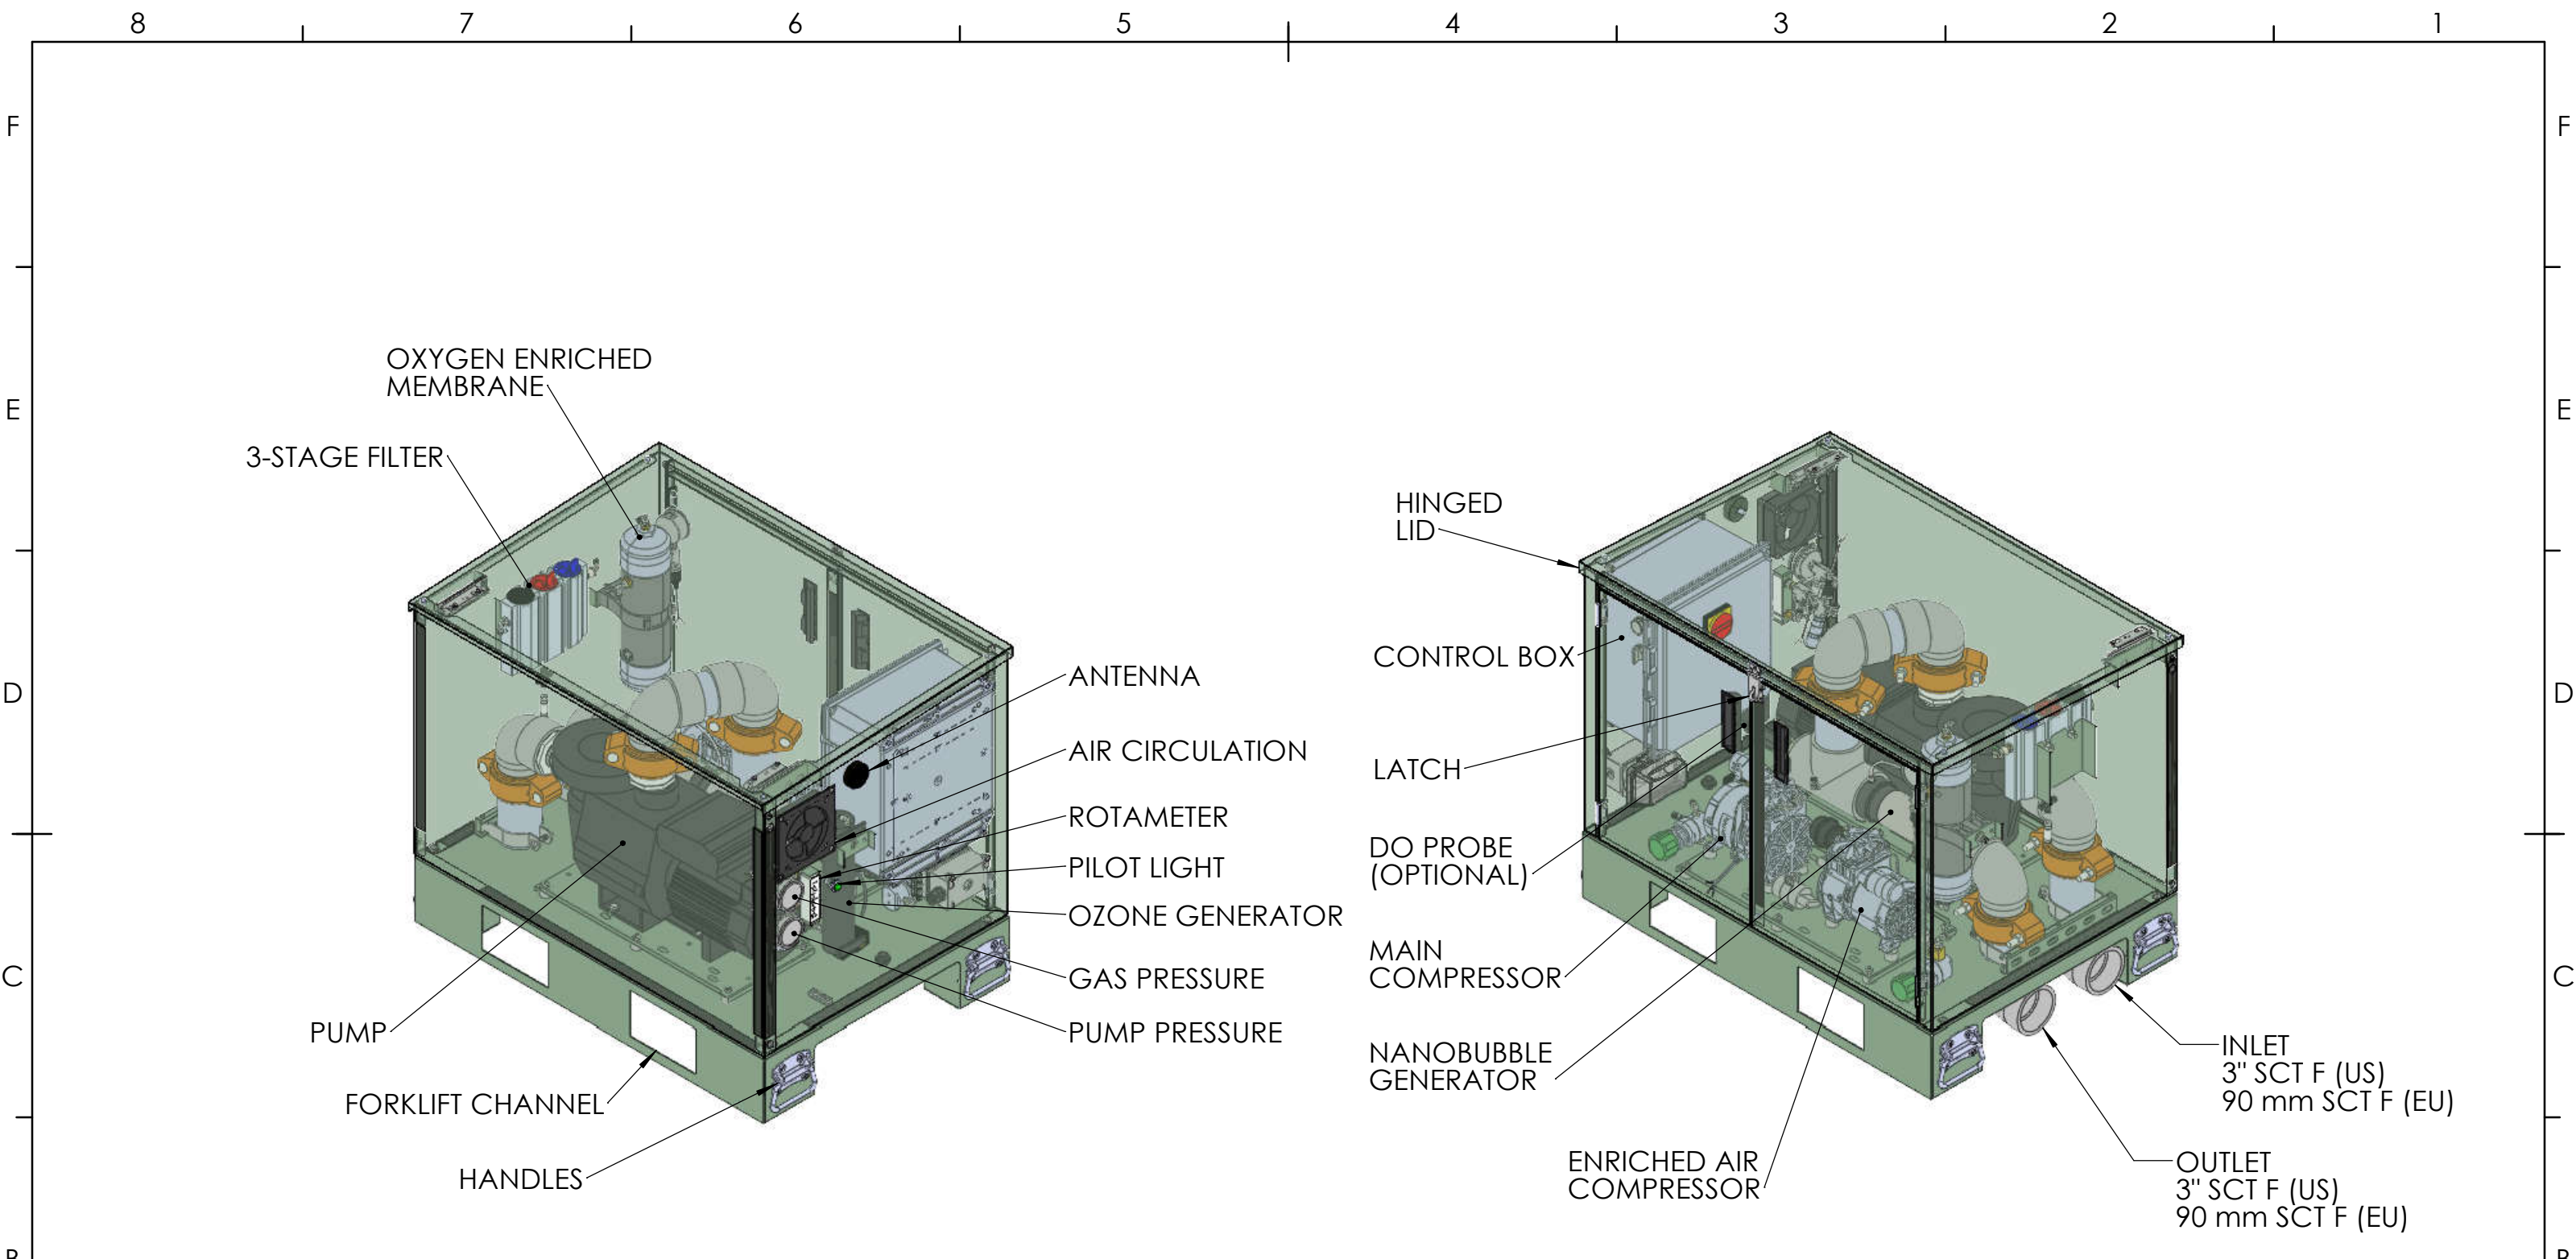 8 7 6 5 4 3 2 1
F
F
OXYGEN ENRICHED
MEMBRANE
3-STAGE FILTER
E
E
HINGED
LID
CONTROL BOX
ANTENNA
D
D
AIR CIRCULATION
LATCH
ROTAMETER
PILOT LIGHT
DO PROBE
(OPTIONAL)
OZONE GENERATOR
MAIN
COMPRESSOR
C
C
GAS PRESSURE
PUMP
PUMP PRESSURE
NANOBUBBLE
GENERATOR
INLET
3" SCT F (US)
90 mm SCT F (EU)
FORKLIFT CHANNEL
HANDLES
ENRICHED AIR
COMPRESSOR
OUTLET
3" SCT F (US)
90 mm SCT F (EU)
B
B